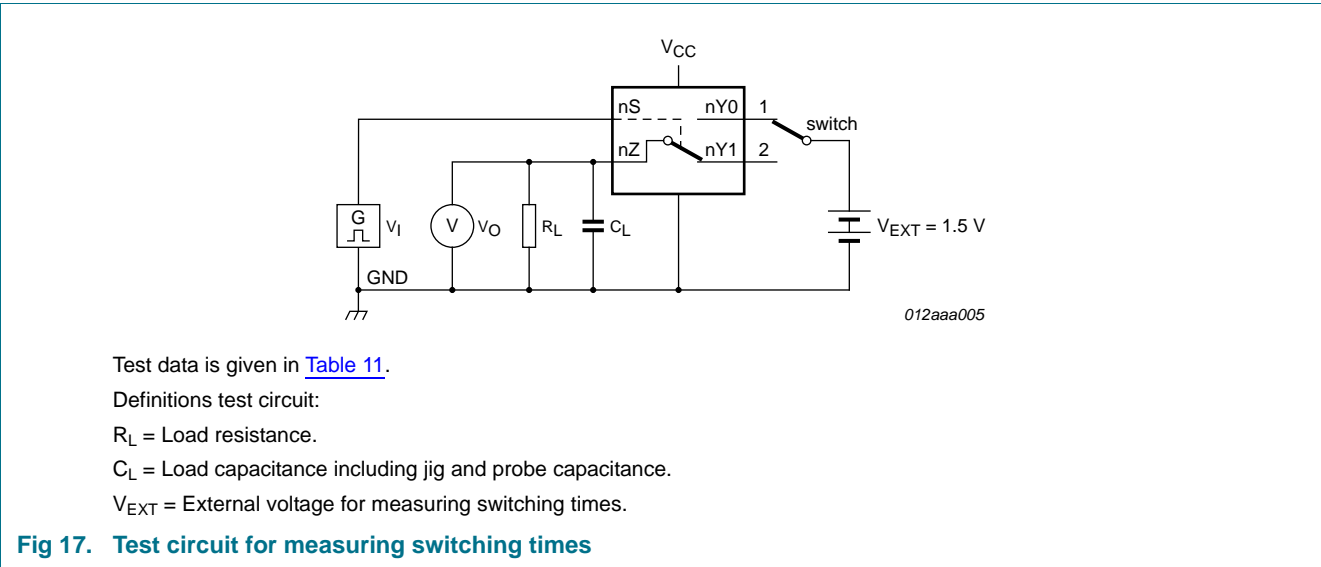 VCC
nS nY0 1
switch
nZ nY1 2
G VI V VO RL CL VEXT = 1.5 V
GND
012aaa005
Test data is given in Table 11.
Definitions test circuit:
RL = Load resistance.
CL = Load capacitance including jig and probe capacitance.
VEXT = External voltage for measuring switching times.
Fig 17. Test circuit for measuring switching times